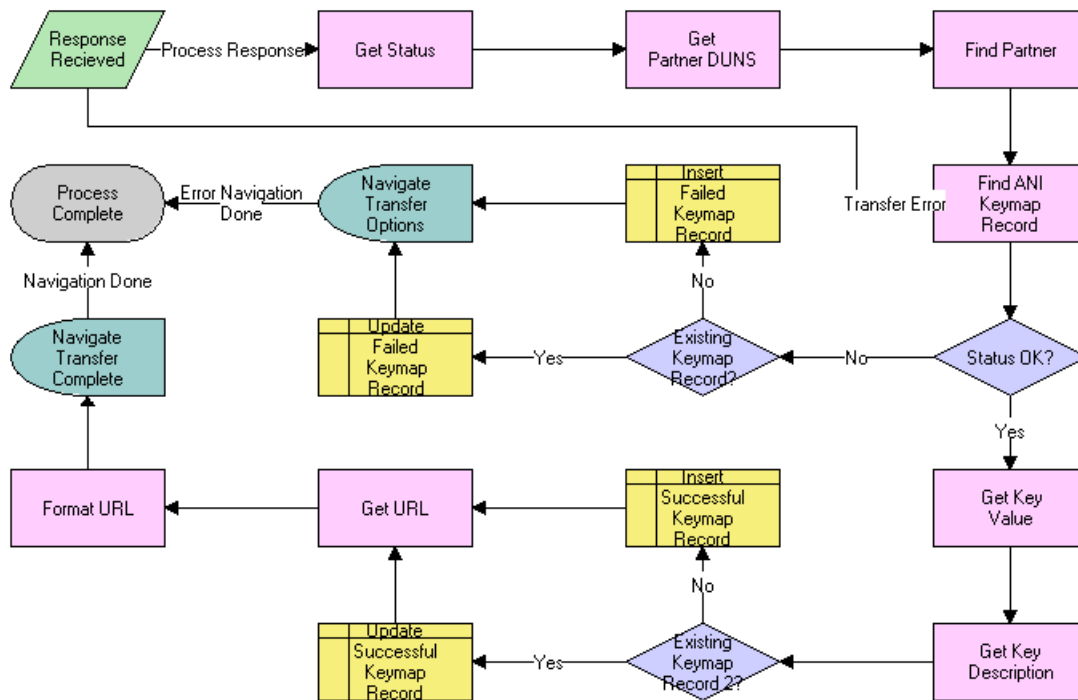 Response
Recieved
Process Response
Get Status
Get
Partner DUNS
Find Partner
Process
Complete
Error Navigation
Done
Navigate
Transfer
Options
Insert
Failed
Keymap
Record
Transfer Error
Find ANI
Keymap
Record
Navigation Done
No
Navigate
Transfer
Complete
Update
Failed
Keymap
Record
Yes
Existing
Keymap
Record?
No
Status OK?
Yes
Format URL
Get URL
Insert
Successful
Keymap
Record
Get Key
Value
No
Update
Successful
Keymap
Record
Yes
Existing
Keymap
Record 2?
Get Key
Description